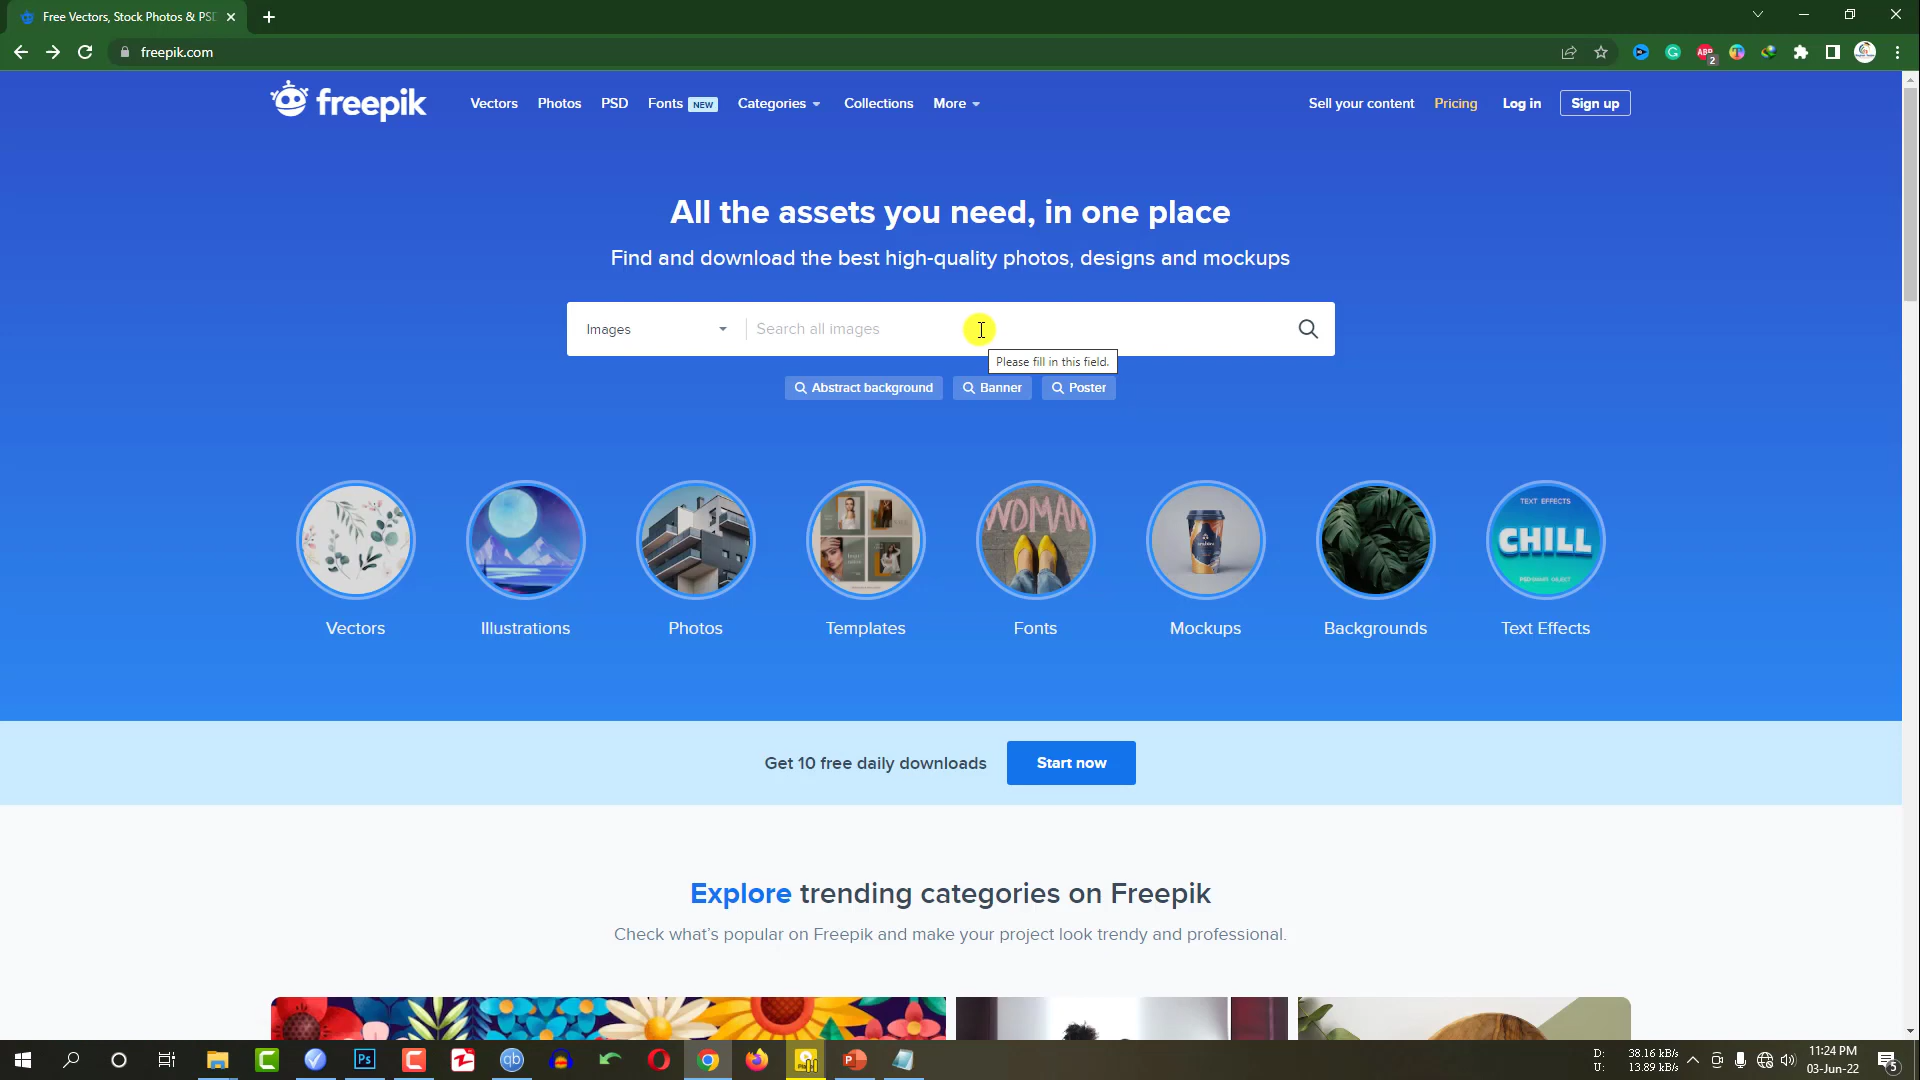 Free Vectors, Stock Photos & PSD
freepik.com
ABP
2
freepik
Vectors
Photos
PSD
Fonts NEW
Categories
Collections
More
Sell your content
Pricing
Log in
Sign up
All the assets you need, in one place
Find and download the best high-quality photos, designs and mockups
Images
Search all images
Please fill in this field.
Abstract background
Banner
Poster
WOMAN
TEXT EFFECTS
CHILL
Vectors
Illustrations
Photos
Templates
Fonts
Mockups
Backgrounds
Text Effects
Get 10 free daily downloads
Start now
Explore trending categories on Freepik
Check what's popular on Freepik and make your project look trendy and professional.
Ps
qb
D: 38.16 kB/s
U: 13.89 kB/s
11:24 PM
03-Jun-22
5